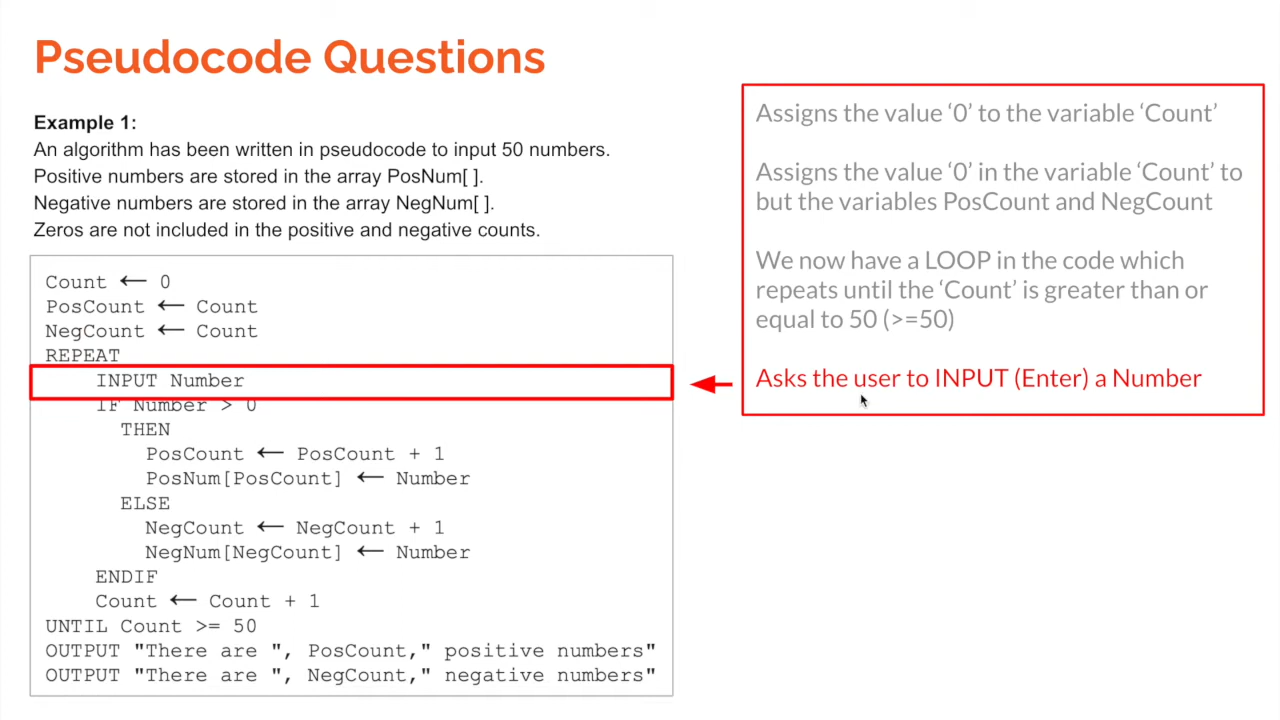 Pseudocode Questions
Example 1:
An algorithm has been written in pseudocode to input 50 numbers.
Positive numbers are stored in the array PosNum[ ].
Negative numbers are stored in the array NegNum[ ].
Zeros are not included in the positive and negative counts.
Count ← 0
PosCount ← Count
NegCount ← Count
REPEAT
INPUT Number
IF Number > 0
THEN
PosCount ← PosCount + 1
PosNum[PosCount] ← Number
ELSE
NegCount ← NegCount + 1
NegNum[NegCount] ← Number
ENDIF
Count ← Count + 1
UNTIL Count >= 50
OUTPUT "There are ", PosCount," positive numbers"
OUTPUT "There are ", NegCount," negative numbers"
Assigns the value ‘0’ to the variable ‘Count’
Assigns the value ‘0’ in the variable ‘Count’ to
but the variables PosCount and NegCount
We now have a LOOP in the code which
repeats until the ‘Count’ is greater than or
equal to 50 (>=50)
Asks the user to INPUT (Enter) a Number